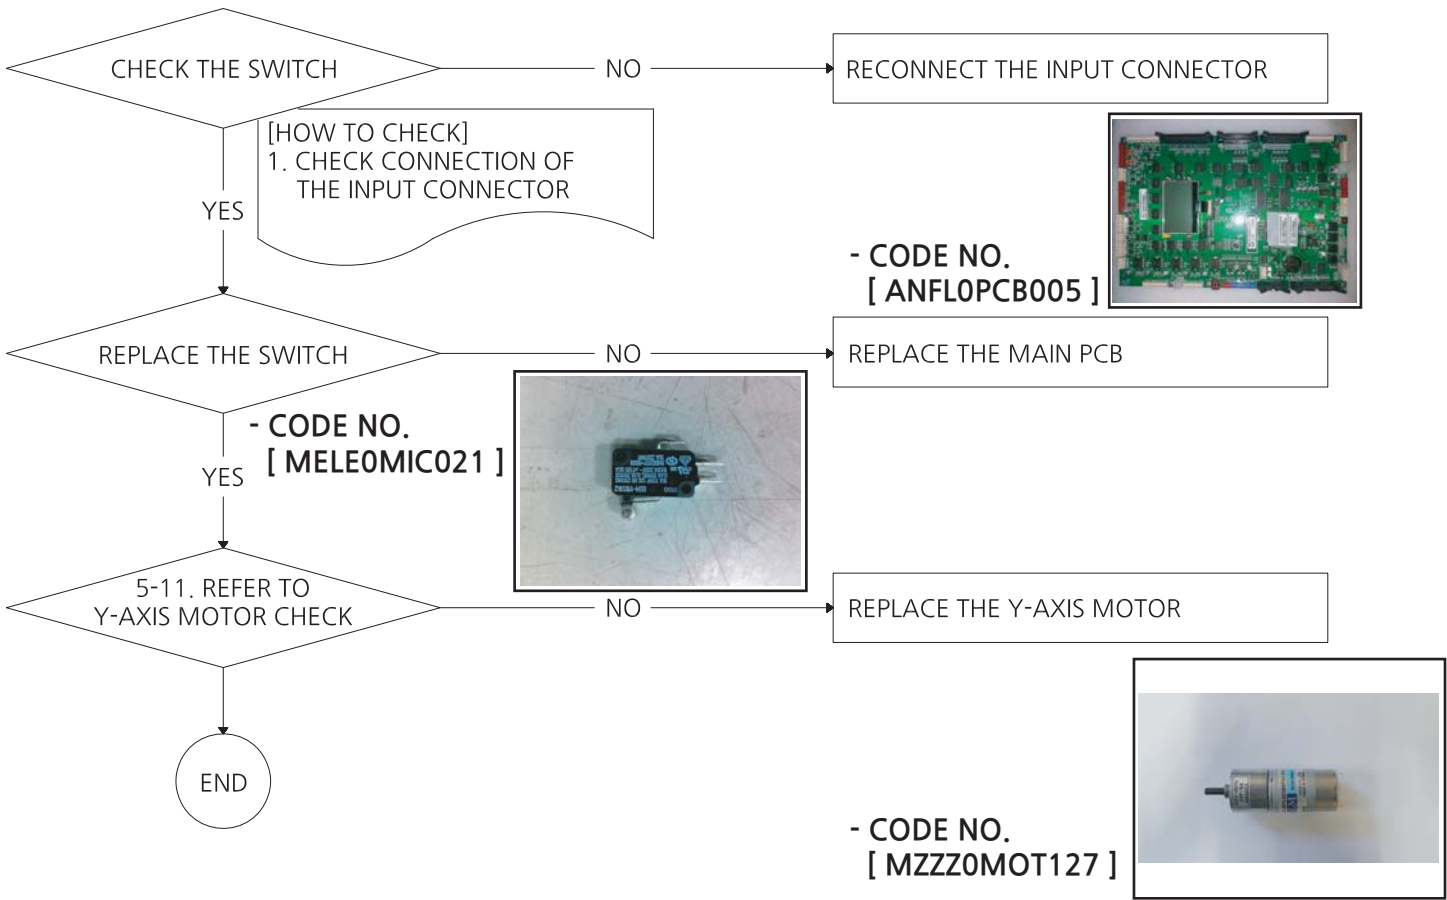 CHECK THE SWITCH
NO
RECONNECT THE INPUT CONNECTOR
[HOW TO CHECK]
1. CHECK CONNECTION OF
THE INPUT CONNECTOR
YES
- CODE NO.
[ ANFL0PCB005 ]
REPLACE THE SWITCH
NO
REPLACE THE MAIN PCB
- CODE NO.
[ MELE0MIC021 ]
YES
5-11. REFER TO
Y-AXIS MOTOR CHECK
NO
REPLACE THE Y-AXIS MOTOR
END
- CODE NO.
[ MZZZ0MOT127 ]